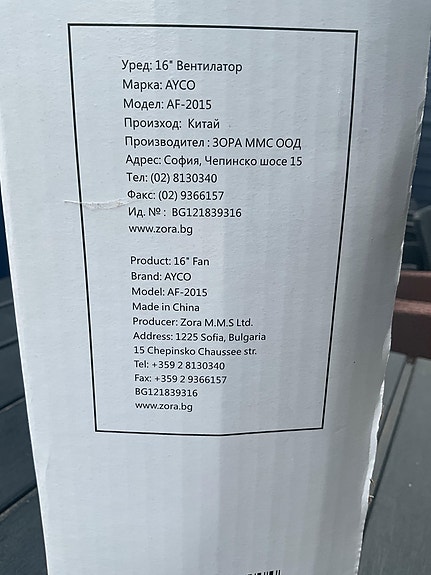 Уред: 16" Вентилатор
Марка: AYCO
Модел: AF-2015
Произход: Китай
Производител : ЗОРА ММС ООД
Адрес: София, Чепинско шосе 15
Тел: (02) 8130340
Факс: (02) 9366157
Ид. № : BG121839316
www.zora.bg
Product: 16" Fan
Brand: AYCO
Model: AF-2015
Made in China
Producer: Zora M.M.S Ltd.
Address: 1225 Sofia, Bulgaria
15 Chepinsko Chaussee str.
Tel: +359 2 8130340
Fax: +359 2 9366157
BG121839316
www.zora.bg